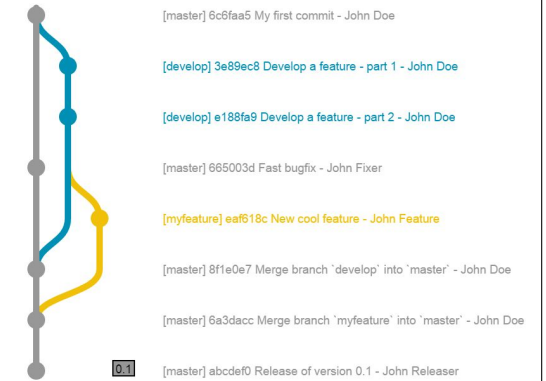 [master] 6c6faa5 My first commit - John Doe
[develop] 3e89ec8 Develop a feature - part 1 - John Doe
[develop] e188fa9 Develop a feature - part 2 - John Doe
[master] 665003d Fast bugfix - John Fixer
[myfeature] eaf618c New cool feature - John Feature
[master] 8f1e0e7 Merge branch `develop` into `master` - John Doe
[master] 6a3dacc Merge branch `myfeature` into `master` - John Doe
0.1 [master] abcdef0 Release of version 0.1 - John Releaser